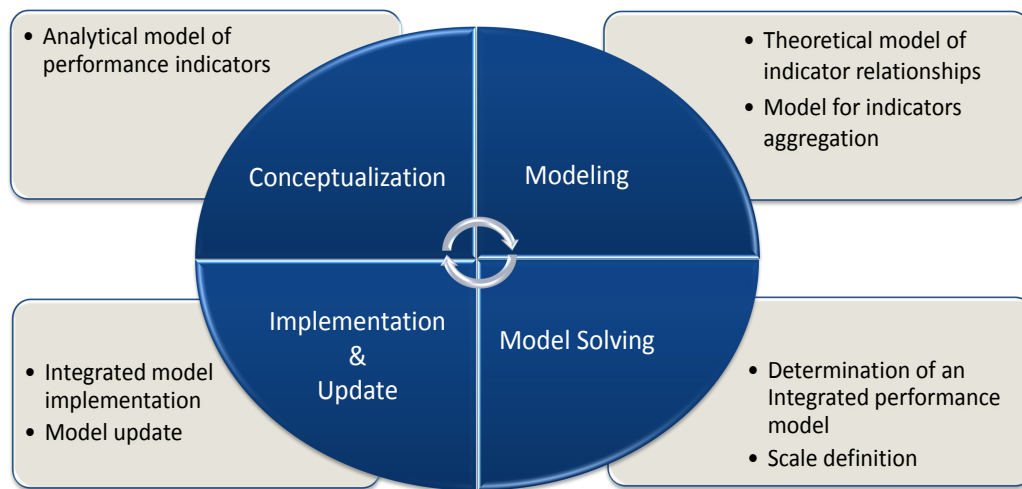 • Analytical model of
performance indicators
• Theoretical model of
indicator relationships
• Model for indicators
aggregation
Conceptualization
Modeling
Implementation
&
Update
Model Solving
• Integrated model
implementation
• Model update
• Determination of an
Integrated performance
model
• Scale definition